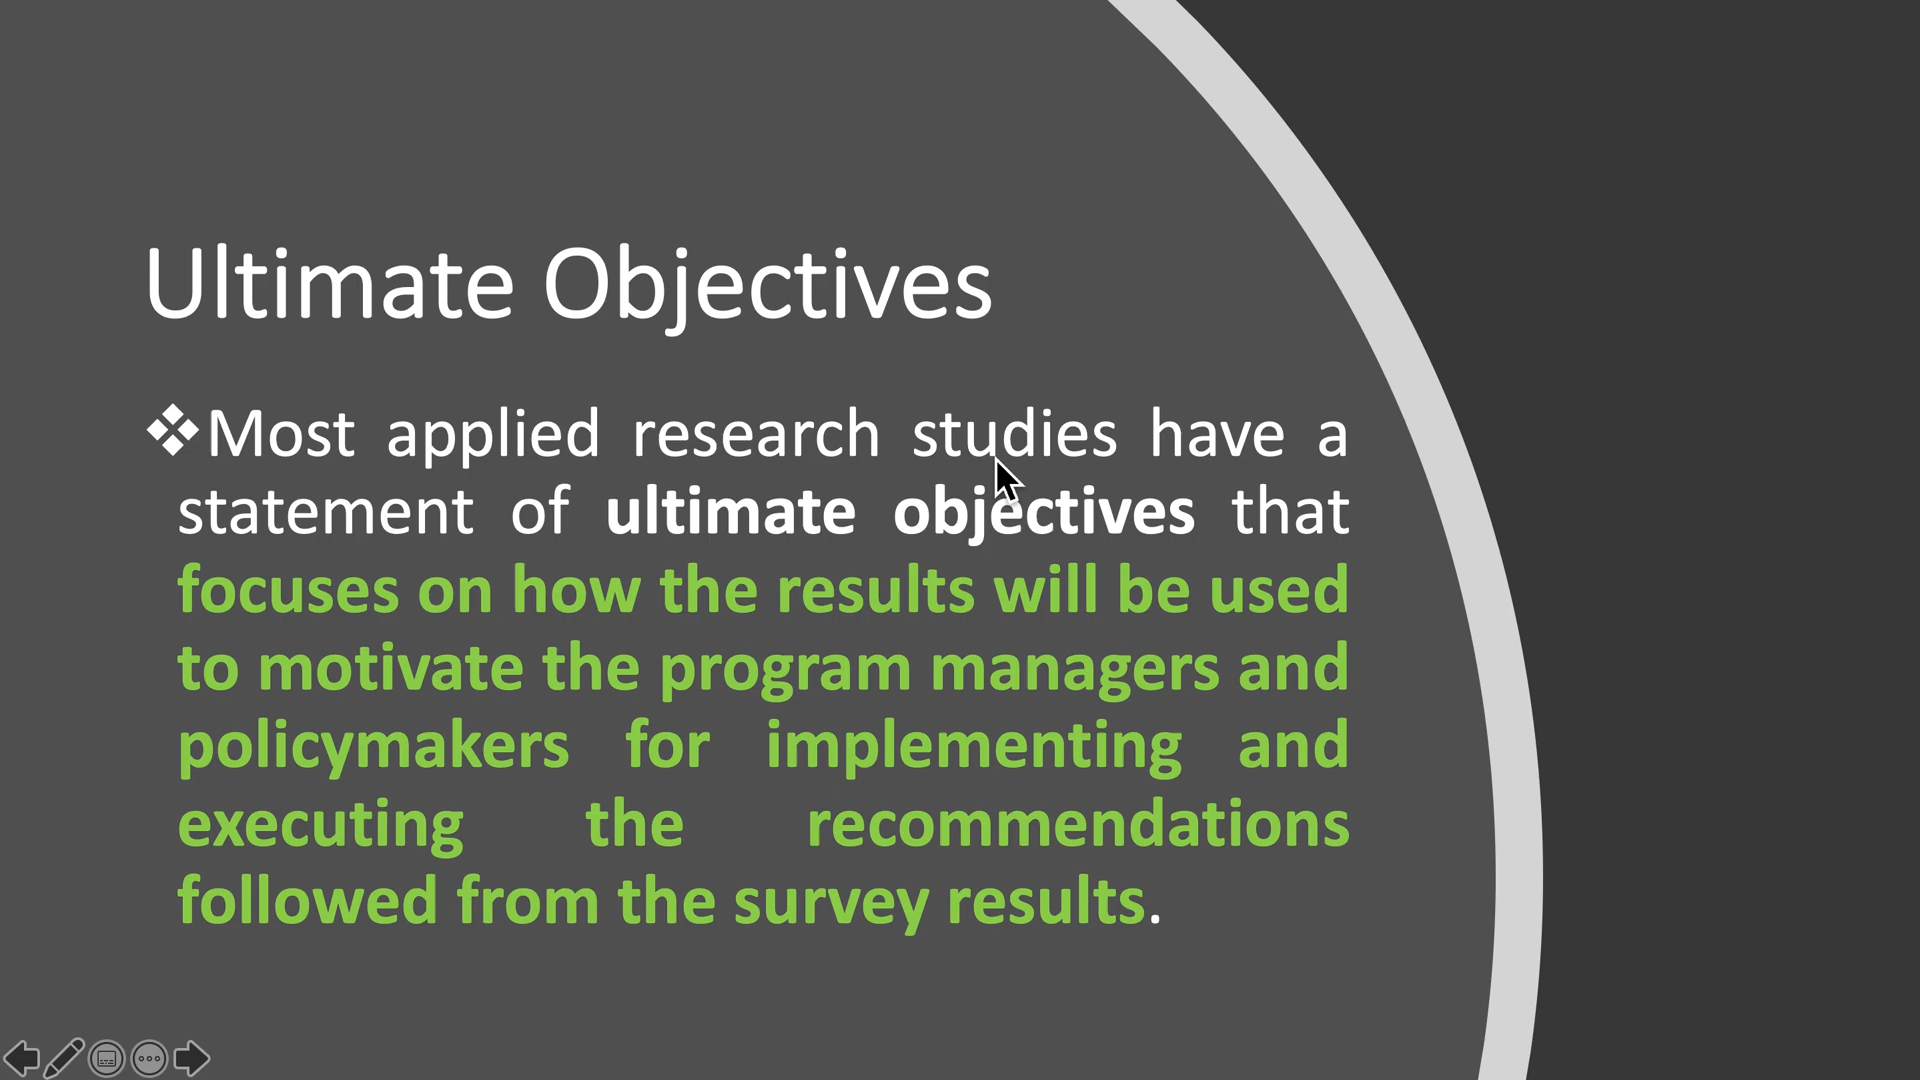 Ultimate Objectives
❖Most applied research studies have a
statement of ultimate objectives that
focuses on how the results will be used
to motivate the program managers and
policymakers for implementing and
executing the recommendations
followed from the survey results.